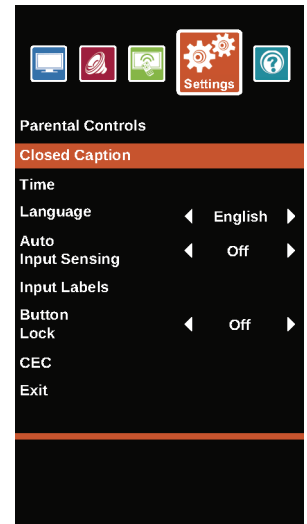 Settings
Parental Controls
Closed Caption
Time
Language English
Auto
Input Sensing Off
Input Labels
Button
Lock Off
CEC
Exit